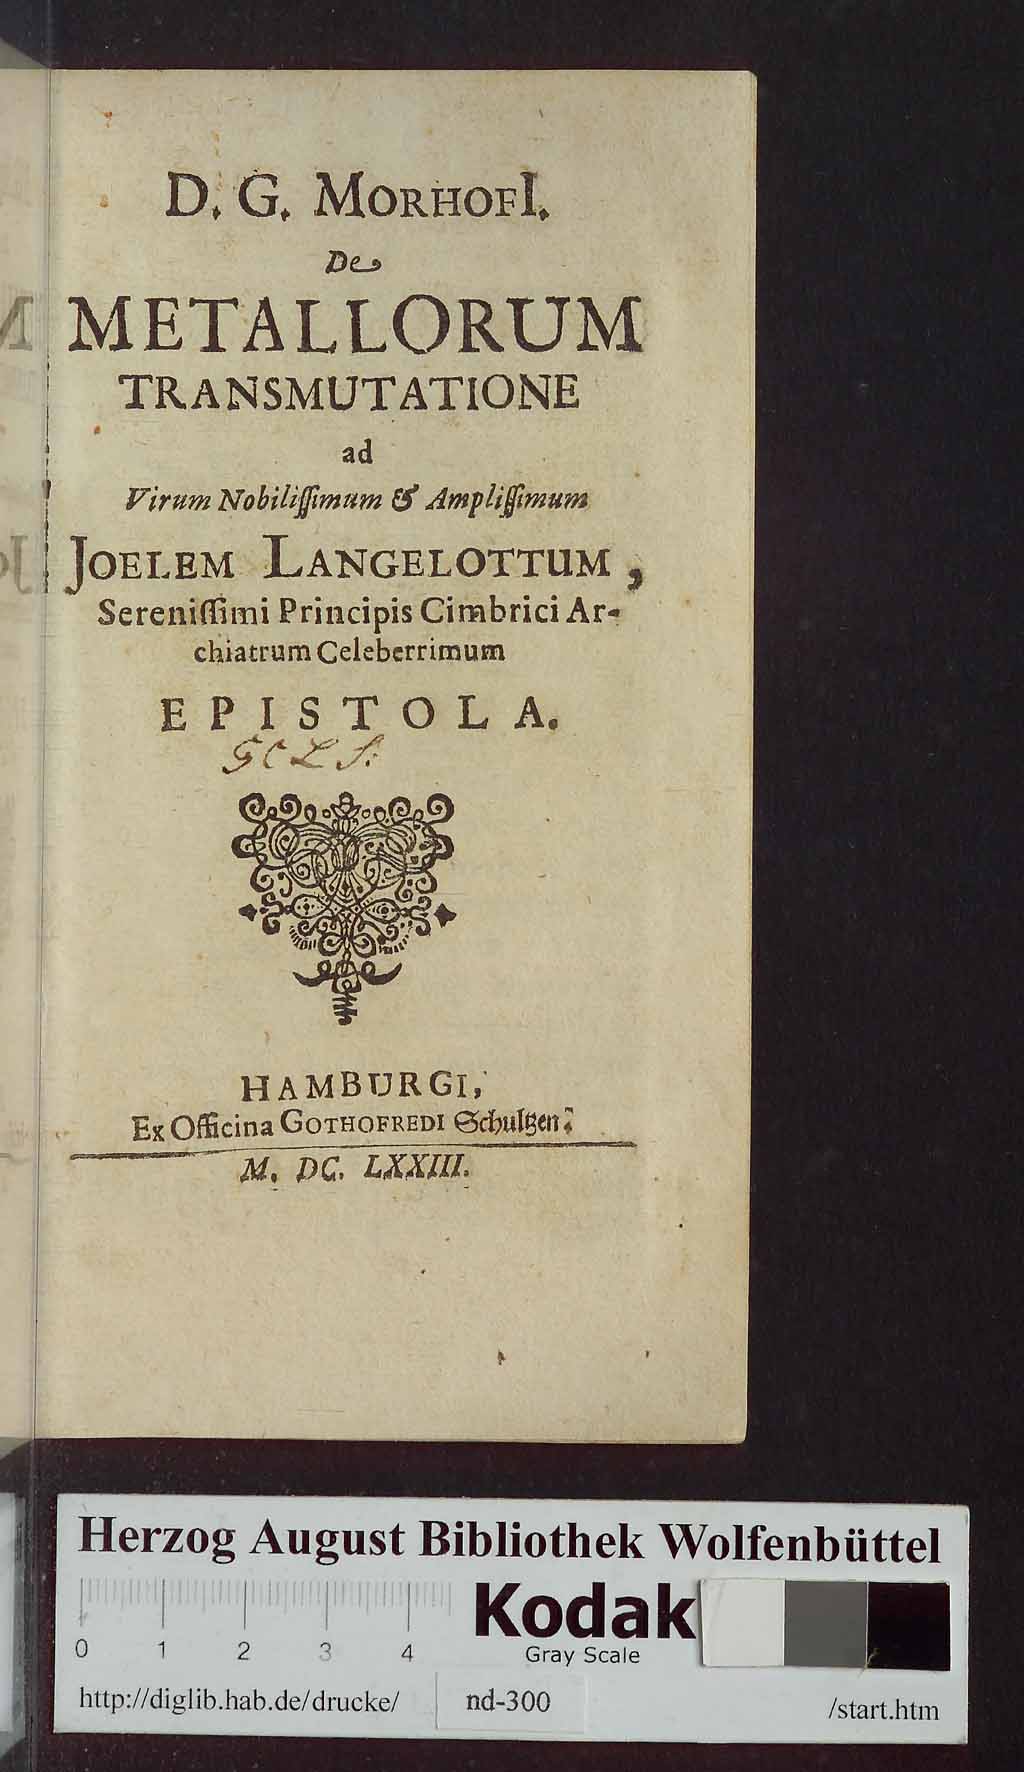 D. G. MORHOFI.
De
METALLORUM
TRANSMUTATIONE
ad
Virum Nobilissimum & Amplissimum
JOELEM LANGELOTTUM,
Serenissimi Principis Cimbrici Ar-
chiatrum Celeberrimum
EPISTOLA.
G C L S:
HAMBURGI,
Ex Officina GOTHOFREDI Schultzen.
M. DC. LXXIII.
Herzog August Bibliothek Wolfenbüttel
Kodak
Gray Scale
0 1 2 3 4
http://diglib.hab.de/drucke/ nd-300 /start.htm